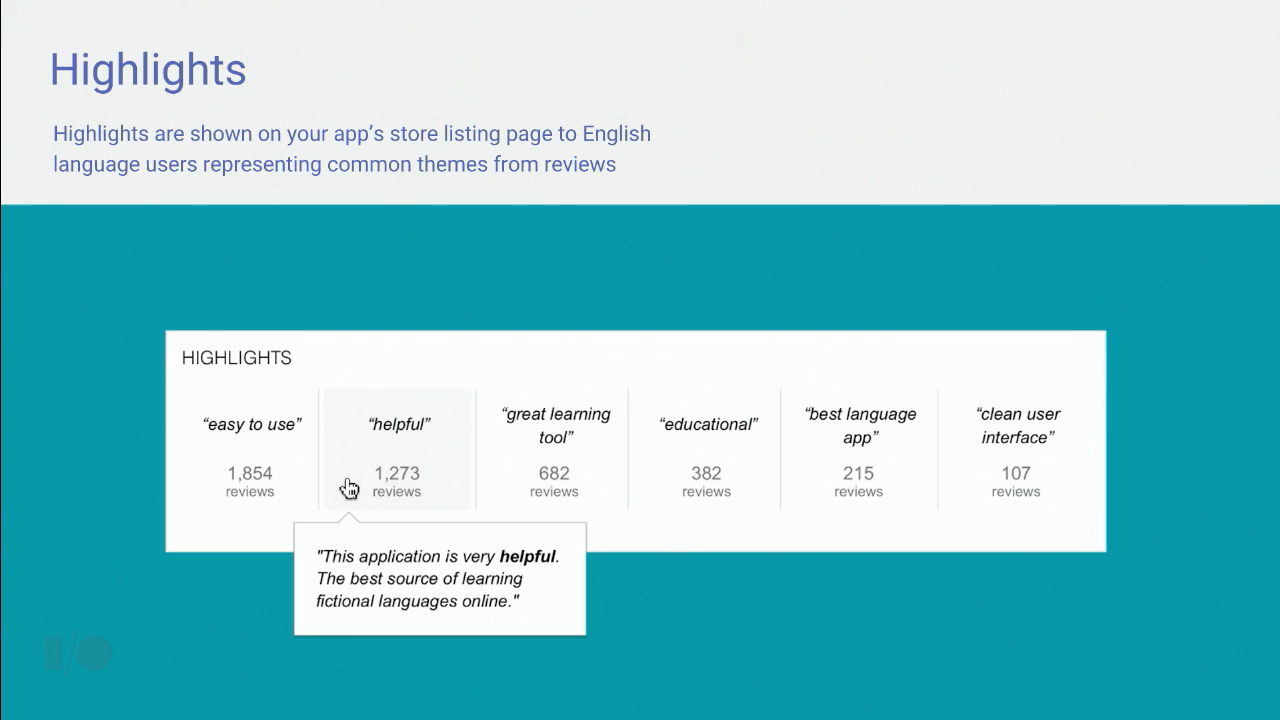 Highlights
Highlights are shown on your app’s store listing page to English
language users representing common themes from reviews
HIGHLIGHTS
“easy to use”
1,854
reviews
“helpful”
1,273
reviews
“great learning
tool”
682
reviews
“educational”
382
reviews
“best language
app”
215
reviews
“clean user
interface”
107
reviews
"This application is very helpful.
The best source of learning
fictional languages online."
I/O